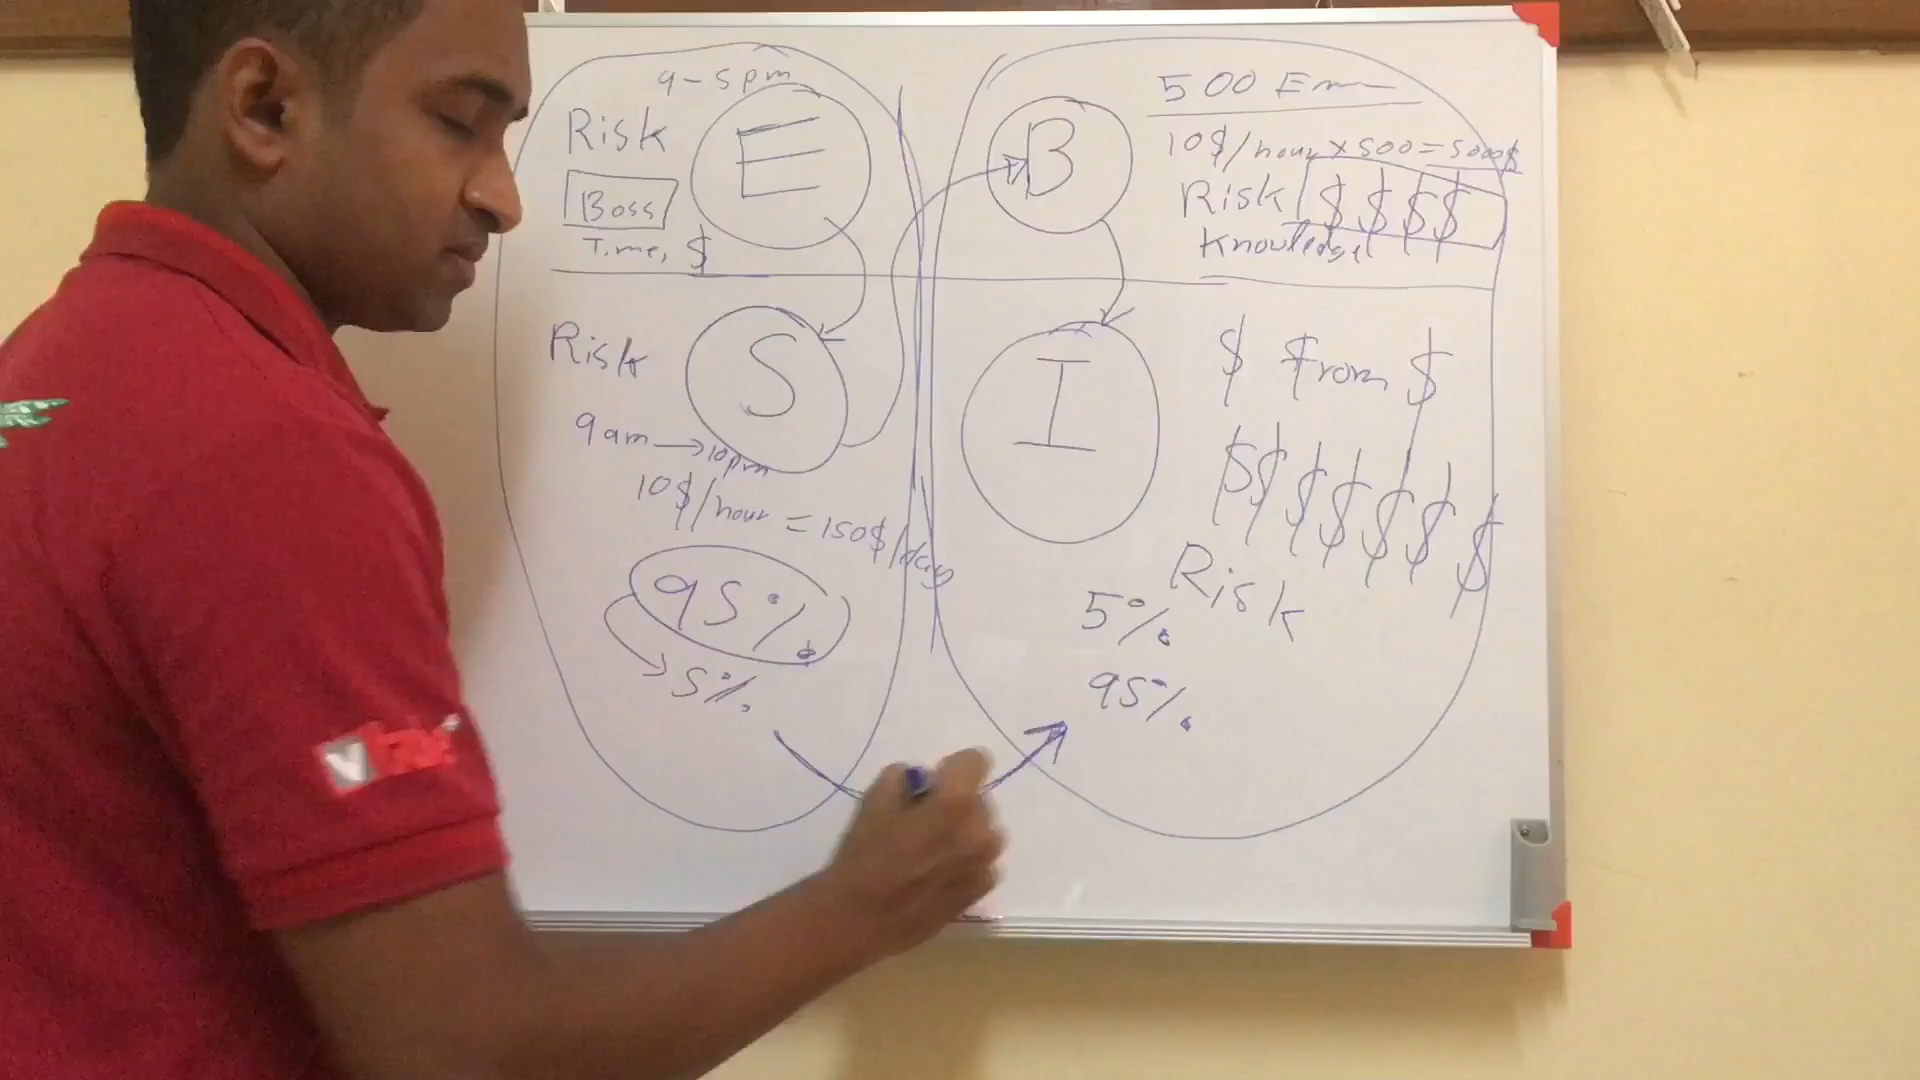 9-5pm
Risk
E
Boss
Time, $
Risk
S
9am → 10pm
10$/hour = 150$/day
95%
5%
B
500 Em
10$/hour x 500 = 5000$
Risk $ $ $ $
Knowledge
I
$ From $
$ $ $ $ $ $ $
Risk
5%
95%
V